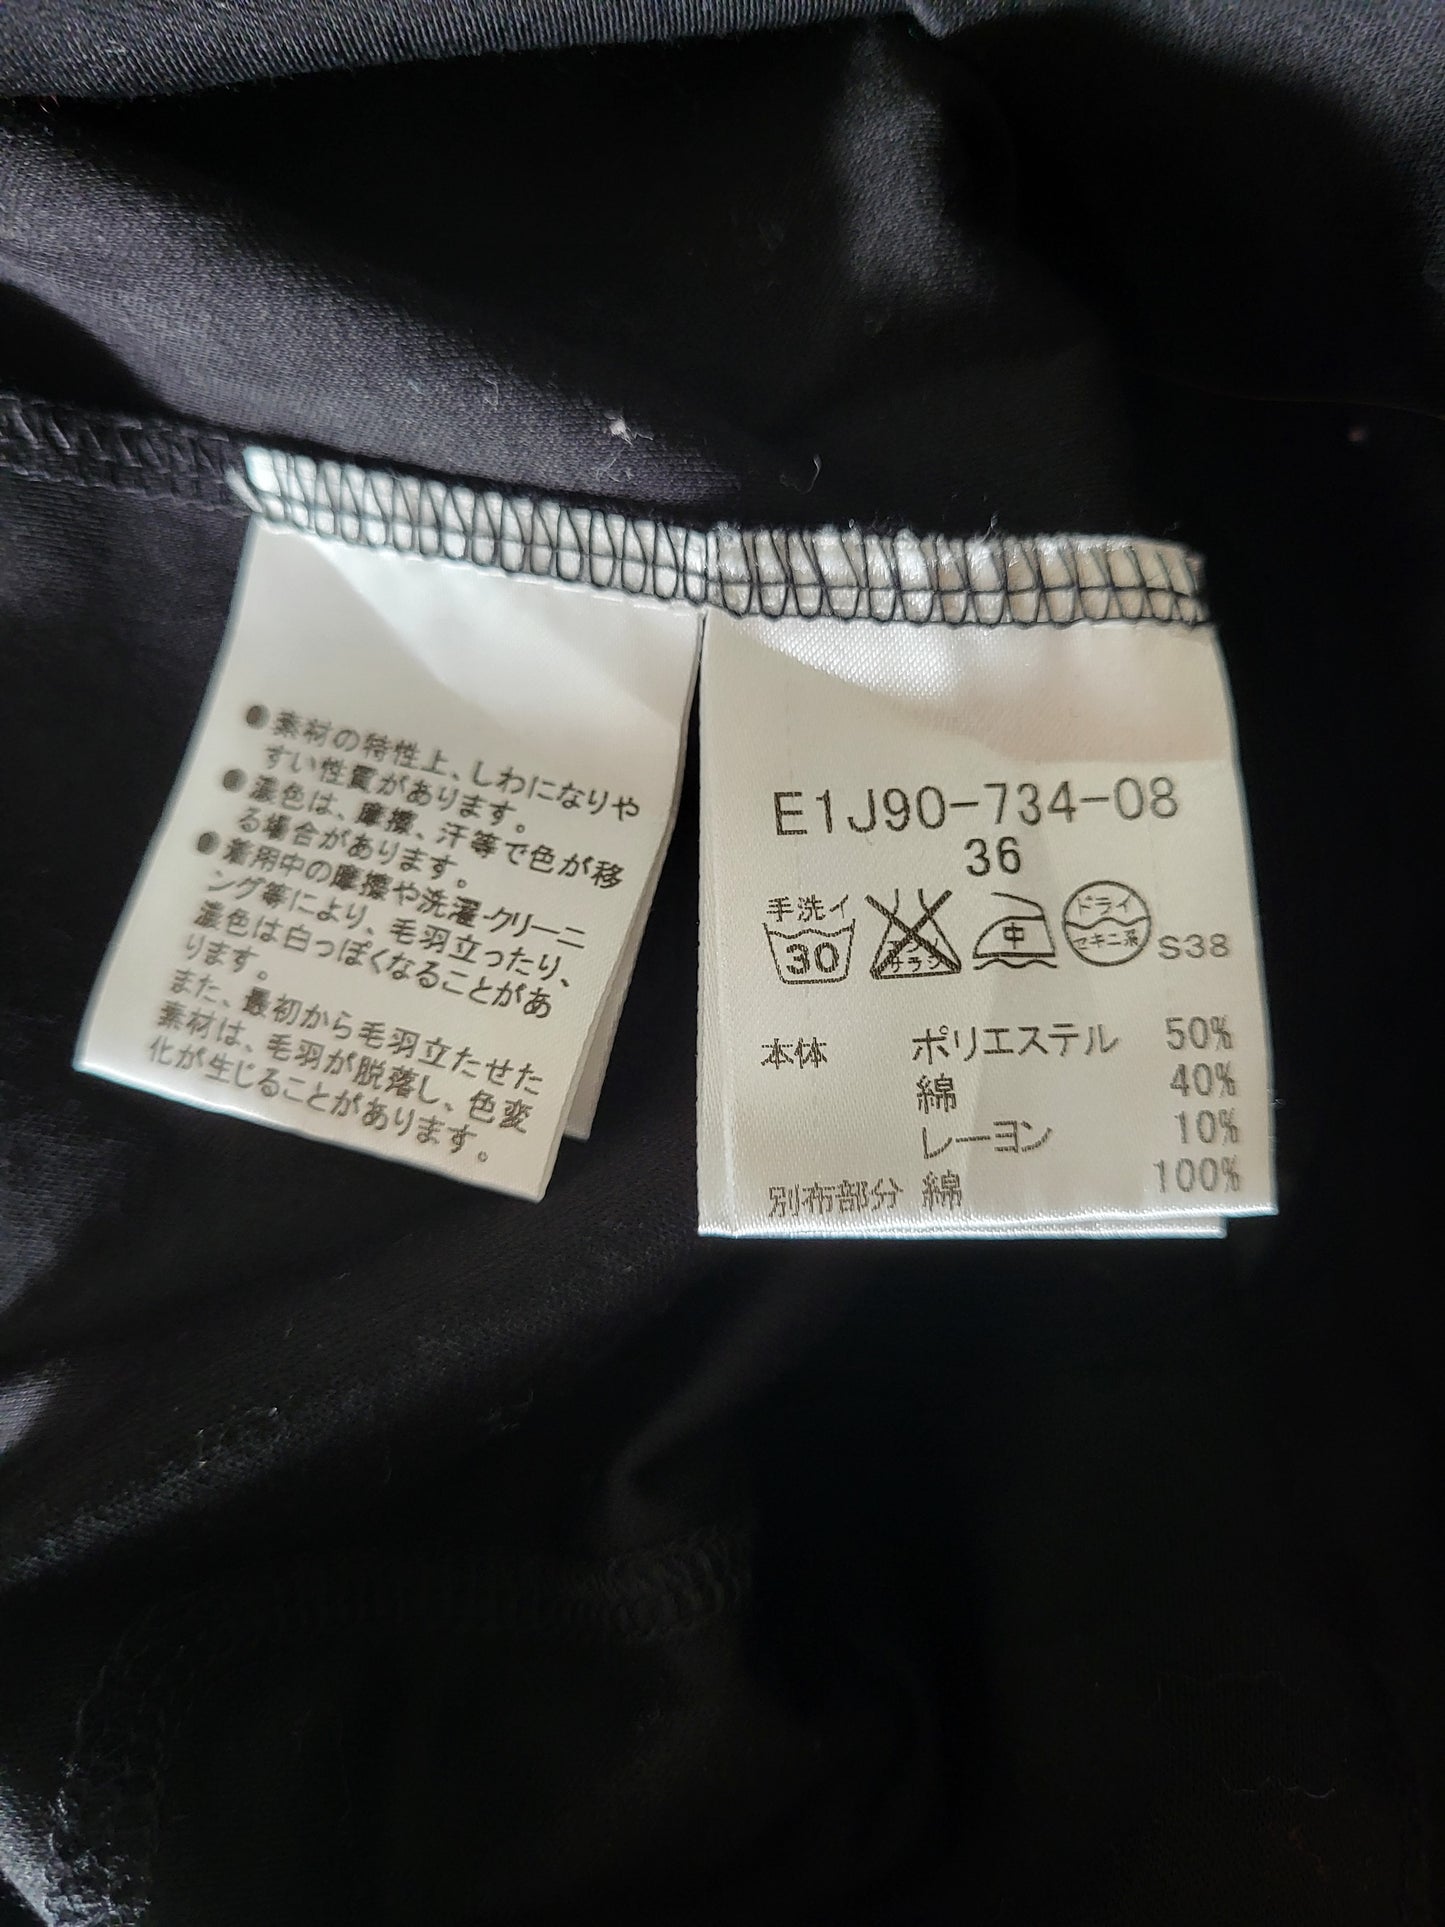 ●素材の特性上、しわになりや
すい性質があります。
●濃色は、摩擦、汗等で色が移
る場合があります。
●着用中の摩擦や洗濯・クリーニ
ング等により、毛羽立ったり、
濃色は白っぽくなることがあ
ります。
また、最初から毛羽立たせた
素材は、毛羽が脱落し、色変
化が生じることがあります。
E1J90-734-08
36
手洗イ
30
エンソ
サラシ
中
ドライ
セキユ系
S38
本体 ポリエステル 50%
綿 40%
レーヨン 10%
別布部分 綿 100%